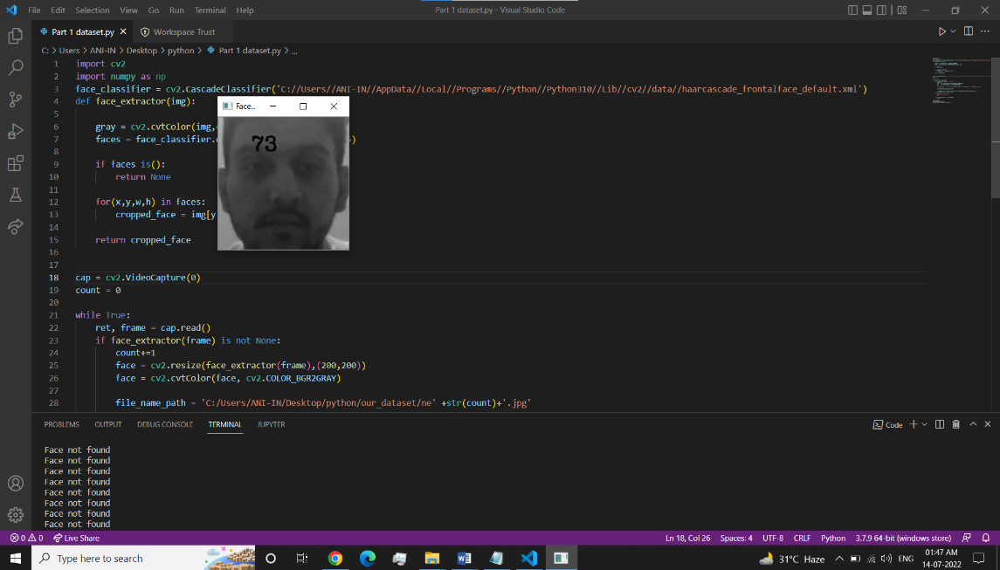 File Edit Selection View Go Run Terminal Help
Part 1 dataset.py - Visual Studio Code
Part 1 dataset.py
Workspace Trust
C: > Users > ANI-IN > Desktop > python > Part 1 dataset.py > ...
1 import cv2
2 import numpy as np
3 face_classifier = cv2.CascadeClassifier('C://Users//ANI-IN//AppData//Local//Programs//Python//Python310//Lib//cv2//data//haarcascade_frontalface_default.xml')
4 def face_extractor(img):
5
6 gray = cv2.cvtColor(img,
7 faces = face_classifier. )
8
9 if faces is():
10 return None
11
12 for(x,y,w,h) in faces:
13 cropped_face = img[y
14
15 return cropped_face
16
17
18 cap = cv2.VideoCapture(0)
19 count = 0
20
21 while True:
22 ret, frame = cap.read()
23 if face_extractor(frame) is not None:
24 count+=1
25 face = cv2.resize(face_extractor(frame),(200,200))
26 face = cv2.cvtColor(face, cv2.COLOR_BGR2GRAY)
27
28 file_name_path = 'C:/Users/ANI-IN/Desktop/python/our_dataset/ne' +str(count)+'.jpg'
Face...
73
PROBLEMS OUTPUT DEBUG CONSOLE TERMINAL JUPYTER
Code
Face not found
Face not found
Face not found
Face not found
Face not found
Face not found
Face not found
Face not found
0 0 Live Share
Ln 18, Col 26 Spaces: 4 UTF-8 CRLF Python 3.7.9 64-bit (windows store)
Type here to search
31°C Haze
ENG
01:47 AM
14-07-2022